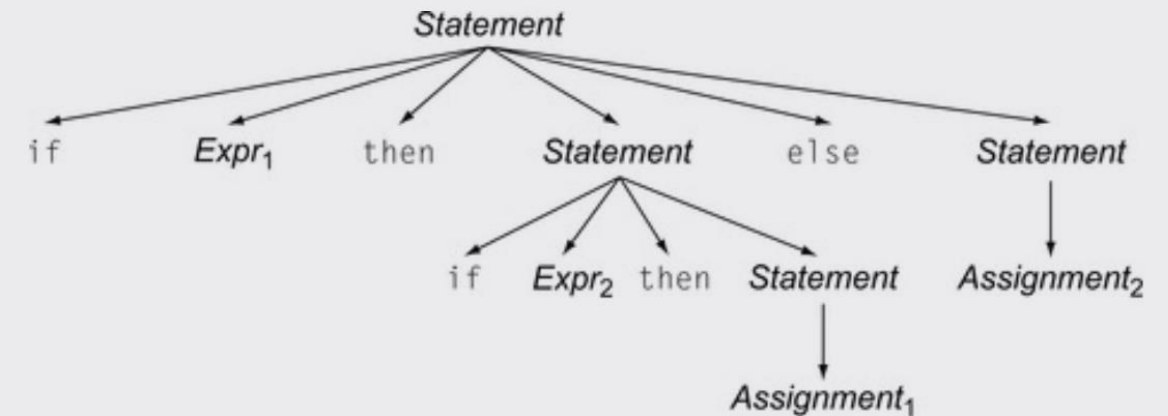 Statement
if Expr₁ then Statement else Statement
if Expr₂ then Statement Assignment₂
Assignment₁